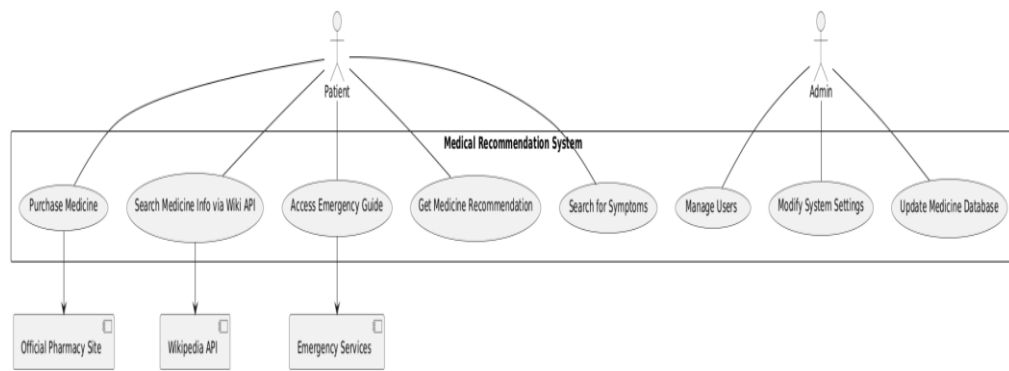 Patient
Admin
Medical Recommendation System
Purchase Medicine
Search Medicine Info via Wiki API
Access Emergency Guide
Get Medicine Recommendation
Search for Symptoms
Manage Users
Modify System Settings
Update Medicine Database
Official Pharmacy Site
Wikipedia API
Emergency Services